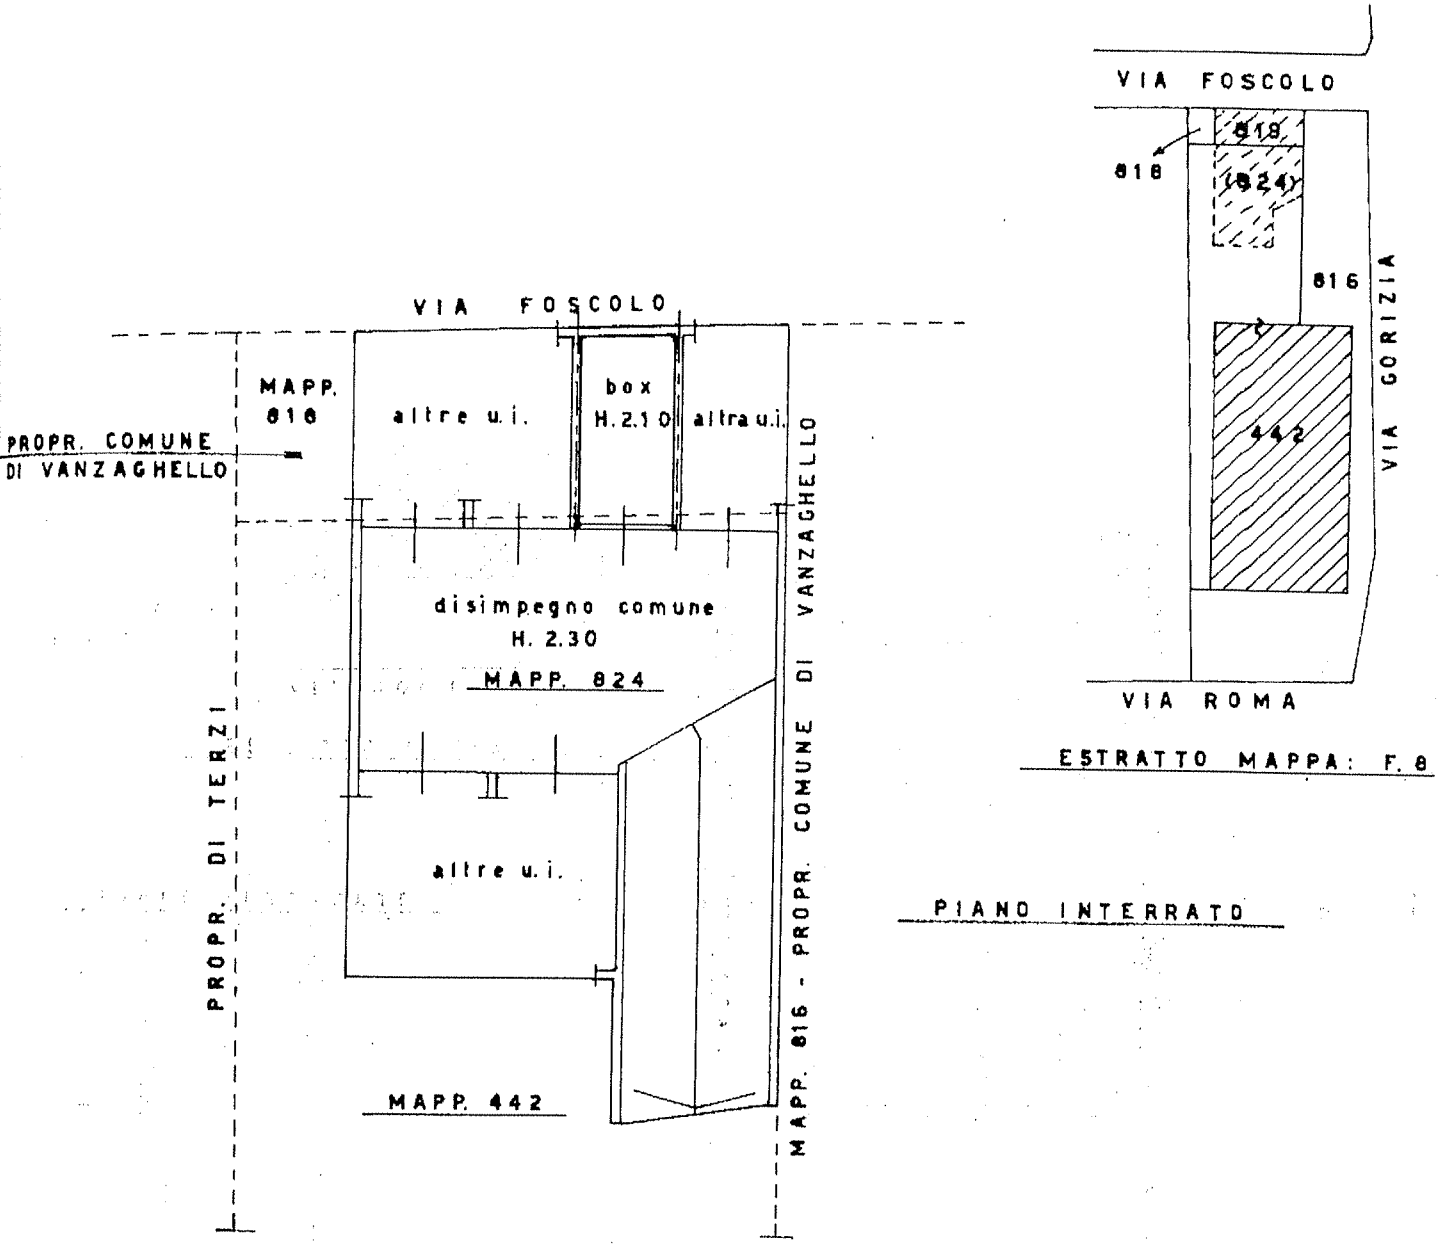 VIA FOSCOLO
819
818
(824)
816
VIA GORIZIA
442
VIA ROMA
ESTRATTO MAPPA: F. 8
PIANO INTERRATO
VIA FOSCOLO
MAPP.
818
box
H. 2.10
altre u.i.
altra u.i.
PROPR. COMUNE
DI VANZAGHELLO
disimpegno comune
H. 2.30
MAPP. 824
PROPR. DI TERZI
altre u.i.
MAPP. 816 - PROPR. COMUNE DI VANZAGHELLO
MAPP. 442